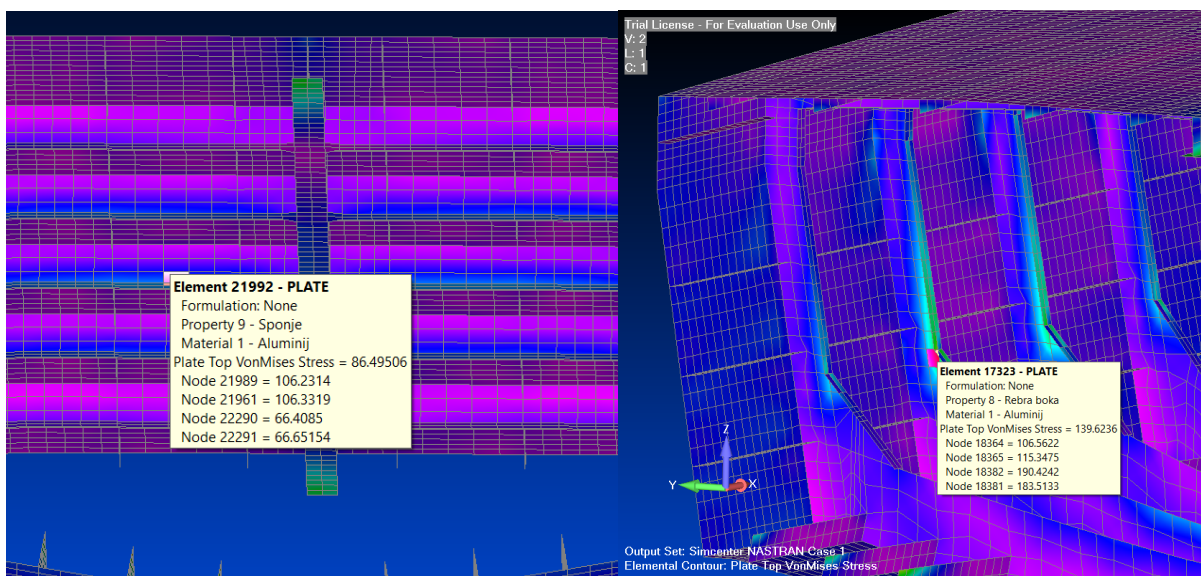 Element 21992 - PLATE
Formulation: None
Property 9 - Sponje
Material 1 - Aluminij
Plate Top VonMises Stress = 86.49506
Node 21989 = 106.2314
Node 21961 = 106.3319
Node 22290 = 66.4085
Node 22291 = 66.65154
Trial License - For Evaluation Use Only
V: 2
L: 1
C: 1
Element 17323 - PLATE
Formulation: None
Property 8 - Rebra boka
Material 1 - Aluminij
Plate Top VonMises Stress = 139.6236
Node 18364 = 106.5622
Node 18365 = 115.3475
Node 18382 = 190.4242
Node 18381 = 183.5133
Z
Y
X
Output Set: Simcenter NASTRAN Case 1
Elemental Contour: Plate Top VonMises Stress